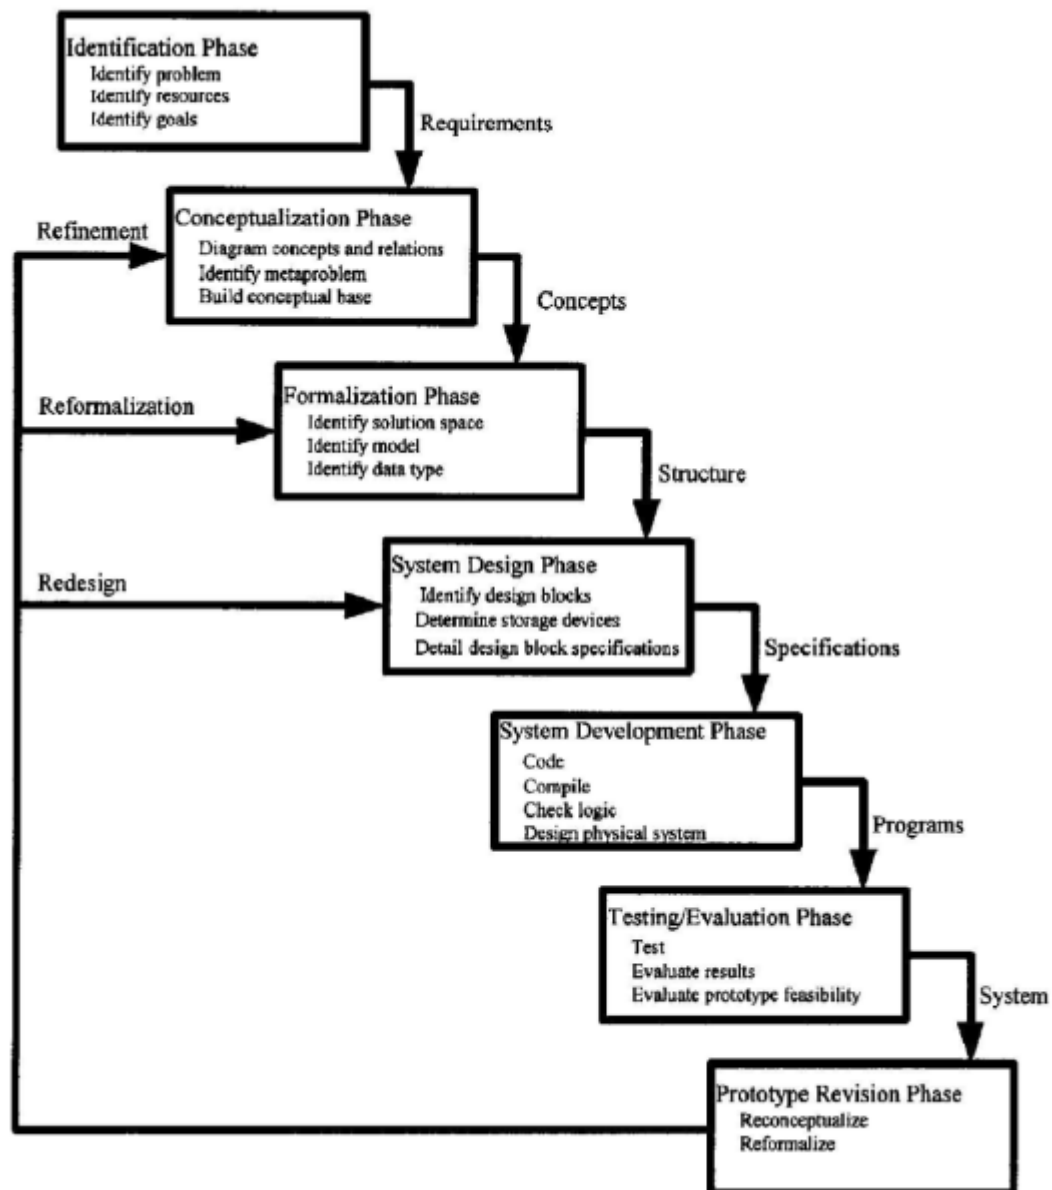 Identification Phase
Identify problem
Identify resources
Identify goals
Requirements
Conceptualization Phase
Diagram concepts and relations
Identify metaproblem
Build conceptual base
Refinement
Concepts
Formalization Phase
Identify solution space
Identify model
Identify data type
Reformalization
Structure
System Design Phase
Identify design blocks
Determine storage devices
Detail design block specifications
Redesign
Specifications
System Development Phase
Code
Compile
Check logic
Design physical system
Programs
Testing/Evaluation Phase
Test
Evaluate results
Evaluate prototype feasibility
System
Prototype Revision Phase
Reconceptualize
Reformalize